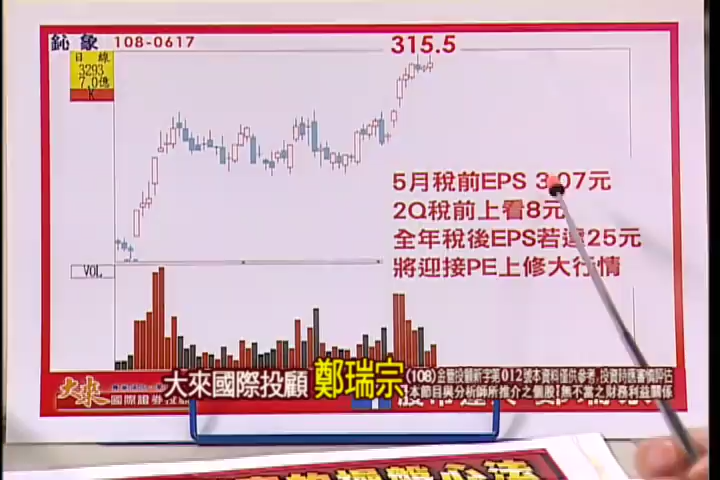 鈊象 108-0617
315.5
日線
3293
7.0億
K
5月稅前EPS 3.07元
2Q稅前上看8元
全年稅後EPS若達25元
將迎接PE上修大行情
VOL
大來
國際證券投顧
大來國際投顧 鄭瑞宗
(108)金管投顧新字第012號本資料僅供參考,投資時應審慎評估
本節目與分析師所推介之個股 無不當之財務利益關係